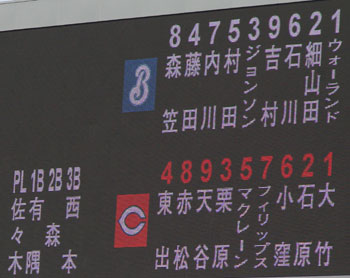 847539621
森笠
藤田
内川
村田
ジョンソン
吉村
石川
細山田
ウォーランド
B
489357621
東出
赤松
天谷
栗原
マクレーン
フィリップス
小窪
石原
大竹
C
PL 1B 2B 3B
佐々木
有隅
森
西本